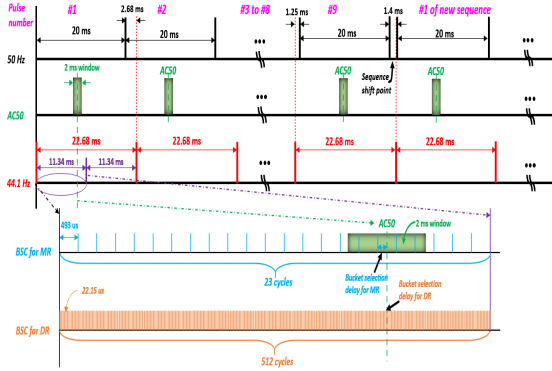 Pulse number #1 2.68 ms #2 #3 to #8 1.25 ms #9 1.4 ms #1 of new sequence
20 ms 20 ms ••• 20 ms 20 ms •••
50 Hz
2 ms window AC50 Sequence shift point AC50
•••
•••
AC50
22.68 ms 22.68 ms 22.68 ms 22.68 ms
11.34 ms 11.34 ms
••• •••
44.1 Hz
AC50
493 us 2 ms window
BSC for MR
23 cycles
Bucket selection delay for MR
Bucket selection delay for DR
22.15 us
BSC for DR
512 cycles